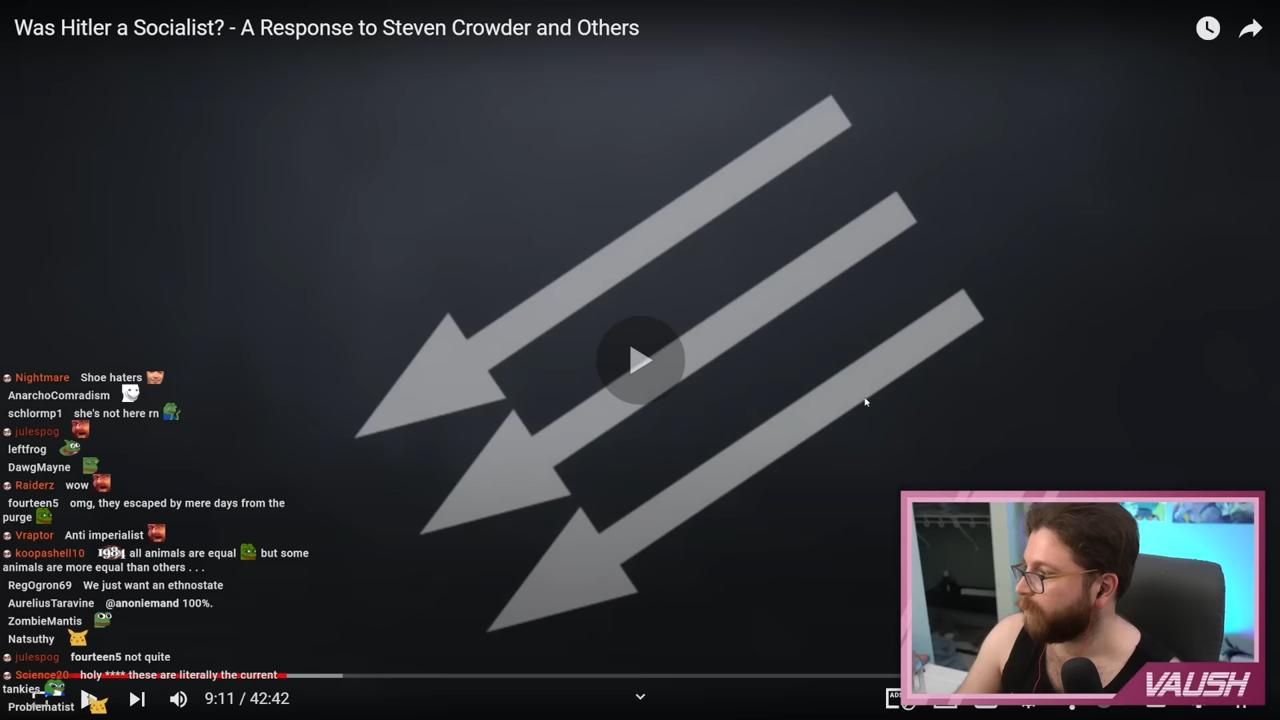 Was Hitler a Socialist? - A Response to Steven Crowder and Others
Nightmare Shoe haters
AnarchoComradism
schlormp1 she's not here rn
julespog
leftfrog
DawgMayne
Raiderz wow
fourteen5 omg, they escaped by mere days from the
purge
Vraptor Anti imperialist
koopashell10 1984 all animals are equal but some
animals are more equal than others . . .
RegOgron69 We just want an ethnostate
AureliusTaravine @anoniemand 100%.
ZombieMantis
Natsuthy
julespog fourteen5 not quite
Science20 holy **** these are literally the current
tankies
Problematist
9:11 / 42:42
VAUSH